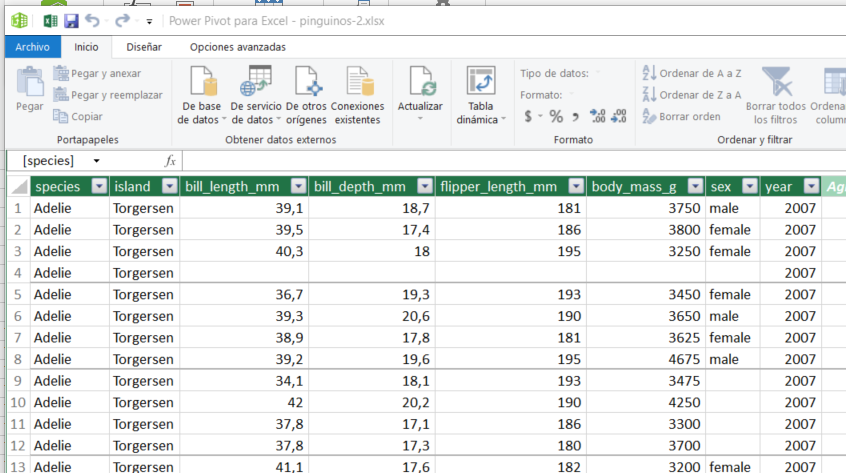 Power Pivot para Excel - pinguinos-2.xlsx
Archivo Inicio Diseñar Opciones avanzadas
Pegar
Pegar y anexar
Pegar y reemplazar
Copiar
Portapapeles
De base de datos
De servicio de datos
De otros orígenes
Conexiones existentes
Obtener datos externos
Actualizar
Tabla dinámica
Tipo de datos:
Formato:
$ % , .00 .00
Formato
Ordenar de A a Z
Ordenar de Z a A
Borrar orden
Borrar todos los filtros
Ordenar y filtrar
[species] fx
species island bill_length_mm bill_depth_mm flipper_length_mm body_mass_g sex year
1 Adelie Torgersen 39,1 18,7 181 3750 male 2007
2 Adelie Torgersen 39,5 17,4 186 3800 female 2007
3 Adelie Torgersen 40,3 18 195 3250 female 2007
4 Adelie Torgersen 2007
5 Adelie Torgersen 36,7 19,3 193 3450 female 2007
6 Adelie Torgersen 39,3 20,6 190 3650 male 2007
7 Adelie Torgersen 38,9 17,8 181 3625 female 2007
8 Adelie Torgersen 39,2 19,6 195 4675 male 2007
9 Adelie Torgersen 34,1 18,1 193 3475 2007
10 Adelie Torgersen 42 20,2 190 4250 2007
11 Adelie Torgersen 37,8 17,1 186 3300 2007
12 Adelie Torgersen 37,8 17,3 180 3700 2007
13 Adelie Torgersen 41,1 17,6 182 3200 female 2007